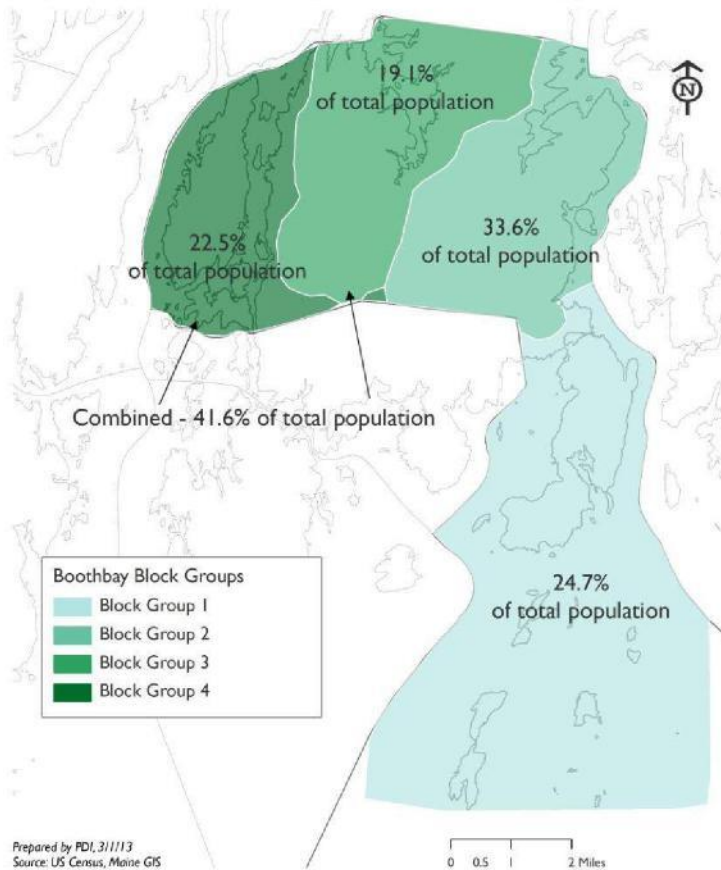 19.1%
of total population
N
22.5%
of total population
33.6%
of total population
Combined - 41.6% of total population
24.7%
of total population
Boothbay Block Groups
Block Group 1
Block Group 2
Block Group 3
Block Group 4
Prepared by PDI, 3/1/13
Source: US Census, Maine GIS
0 0.5 1 2 Miles